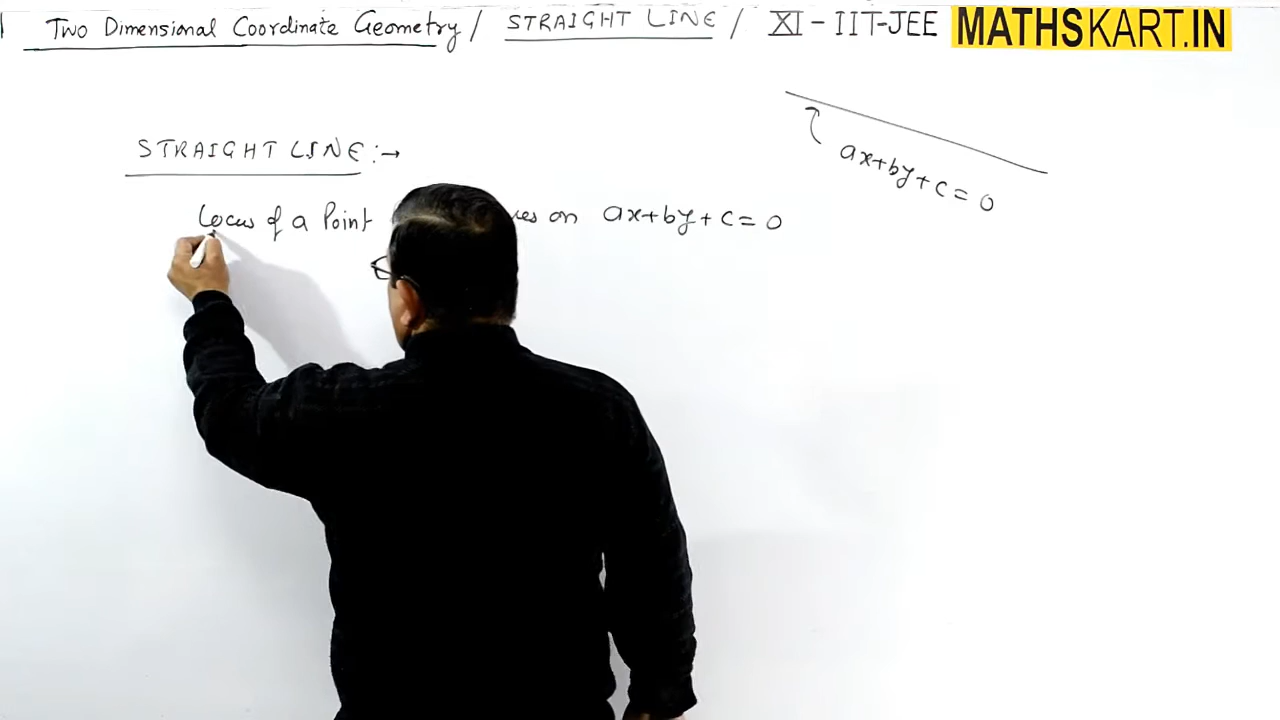 Two Dimensional Coordinate Geometry / STRAIGHT LINE / XI - IIT-JEE MATHSKART.IN
STRAIGHT LINE :→
ax+by+c=0
Locus of a Point on ax+by+c=0